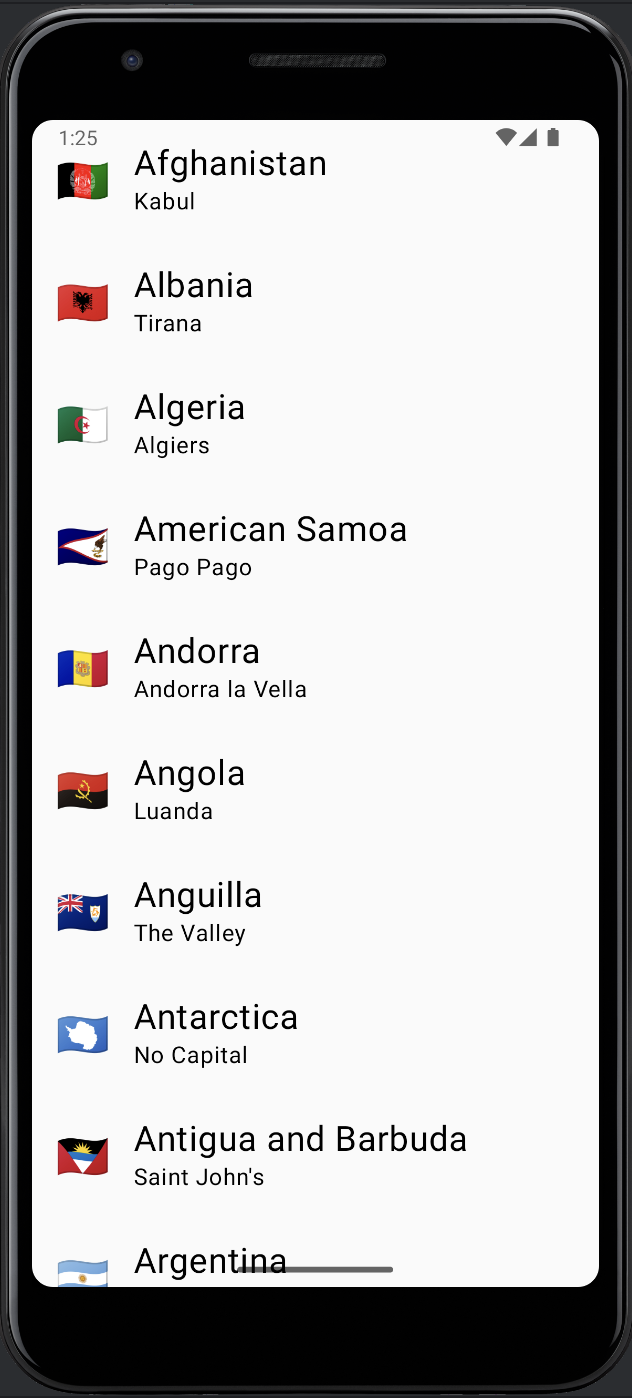 1:25
Afghanistan
Kabul
Albania
Tirana
Algeria
Algiers
American Samoa
Pago Pago
Andorra
Andorra la Vella
Angola
Luanda
Anguilla
The Valley
Antarctica
No Capital
Antigua and Barbuda
Saint John's
Argentina